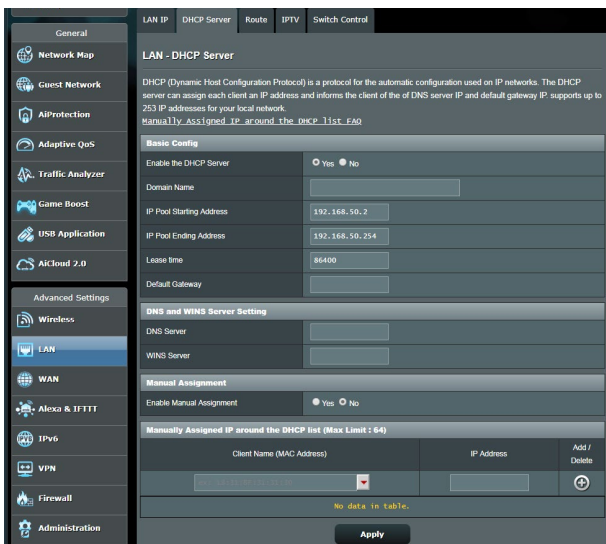 General
Network Map
Guest Network
AiProtection
Adaptive QoS
Traffic Analyzer
Game Boost
USB Application
AiCloud 2.0
Advanced Settings
Wireless
LAN
WAN
Alexa & IFTTT
IPv6
VPN
Firewall
Administration
LAN IP
DHCP Server
Route
IPTV
Switch Control
LAN - DHCP Server
DHCP (Dynamic Host Configuration Protocol) is a protocol for the automatic configuration used on IP networks. The DHCP
server can assign each client an IP address and informs the client of the of DNS server IP and default gateway IP. supports up to
253 IP addresses for your local network.
Manually Assigned IP around the DHCP list FAQ
Basic Config
Enable the DHCP Server
Yes No
Domain Name
IP Pool Starting Address
192.168.50.2
IP Pool Ending Address
192.168.50.254
Lease time
86400
Default Gateway
DNS and WINS Server Setting
DNS Server
WINS Server
Manual Assignment
Enable Manual Assignment
Yes No
Manually Assigned IP around the DHCP list (Max Limit : 64)
Client Name (MAC Address)
IP Address
Add /
Delete
No data in table.
Apply